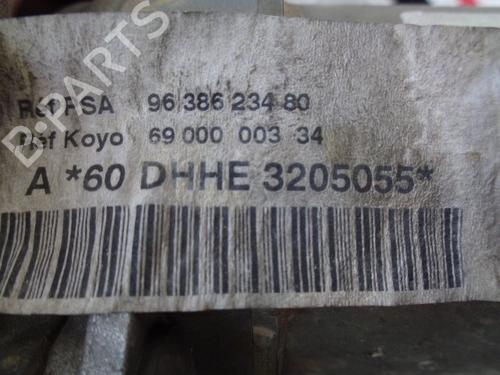 Ref PSA 96 386 234 80
Ref Koyo 69 000 003 34
A *60 DHHE 3205055*
B-PARTS